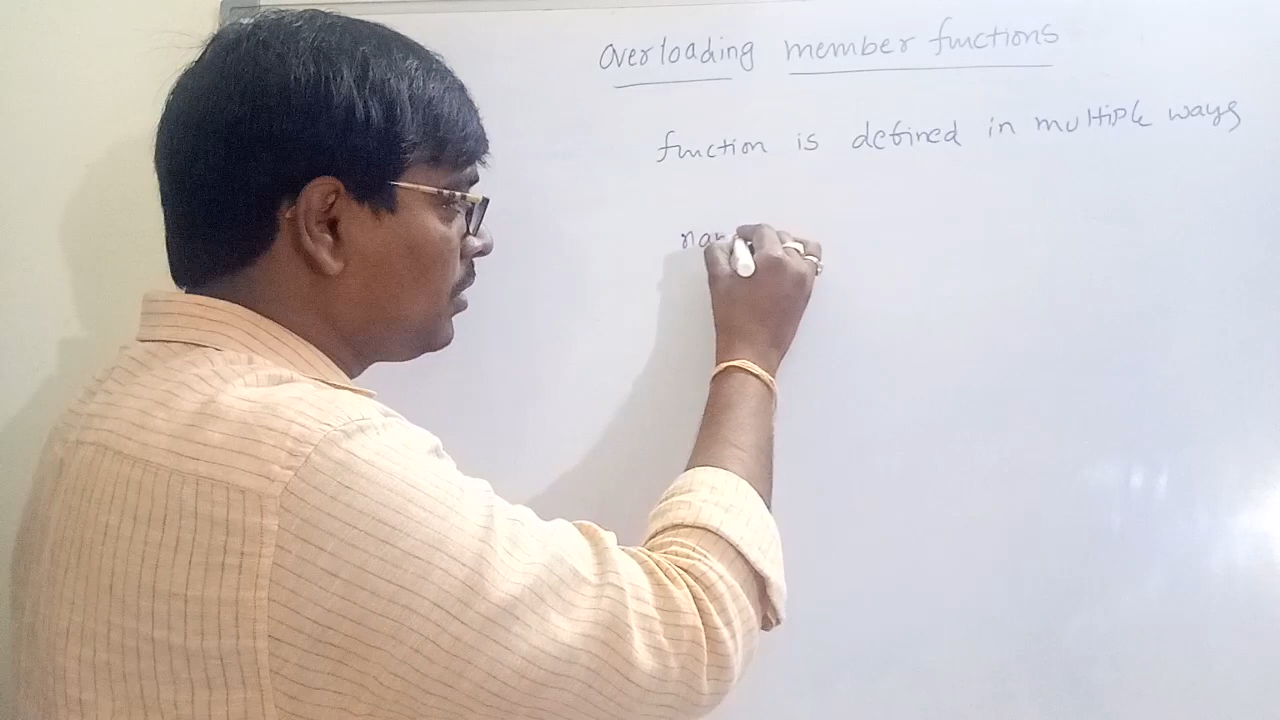 Overloading member functions
function is defined in multiple ways